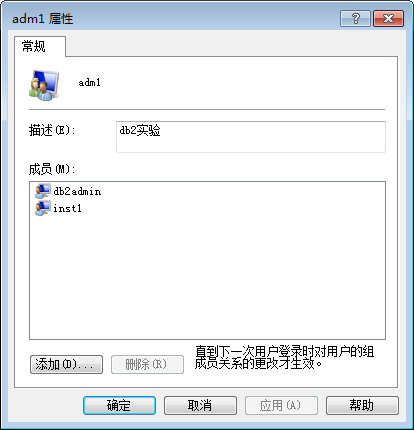 adm1 属性
常规
adm1
描述(E):
db2实验
成员(M):
db2admin
inst1
添加(D)...
删除(R)
直到下一次用户登录时对用户的组
成员关系的更改才生效。
确定
取消
应用(A)
帮助